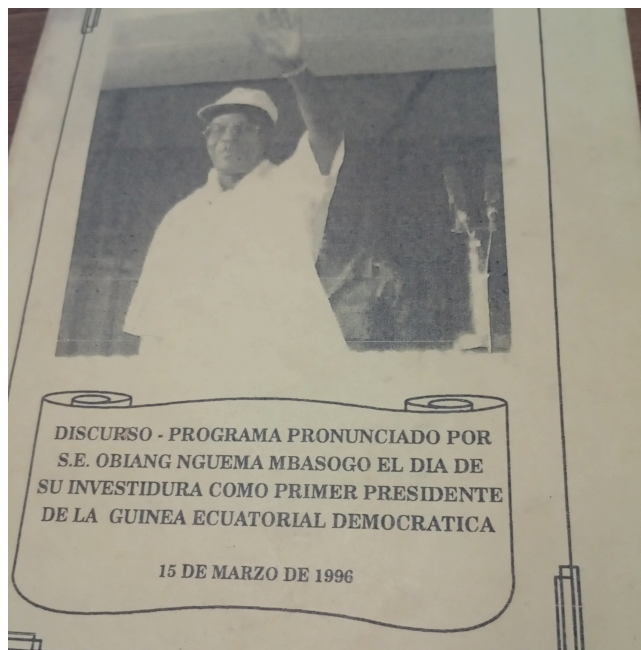 DISCURSO - PROGRAMA PRONUNCIADO POR
S.E. OBIANG NGUEMA MBASOGO EL DIA DE
SU INVESTIDURA COMO PRIMER PRESIDENTE
DE LA GUINEA ECUATORIAL DEMOCRATICA
15 DE MARZO DE 1996